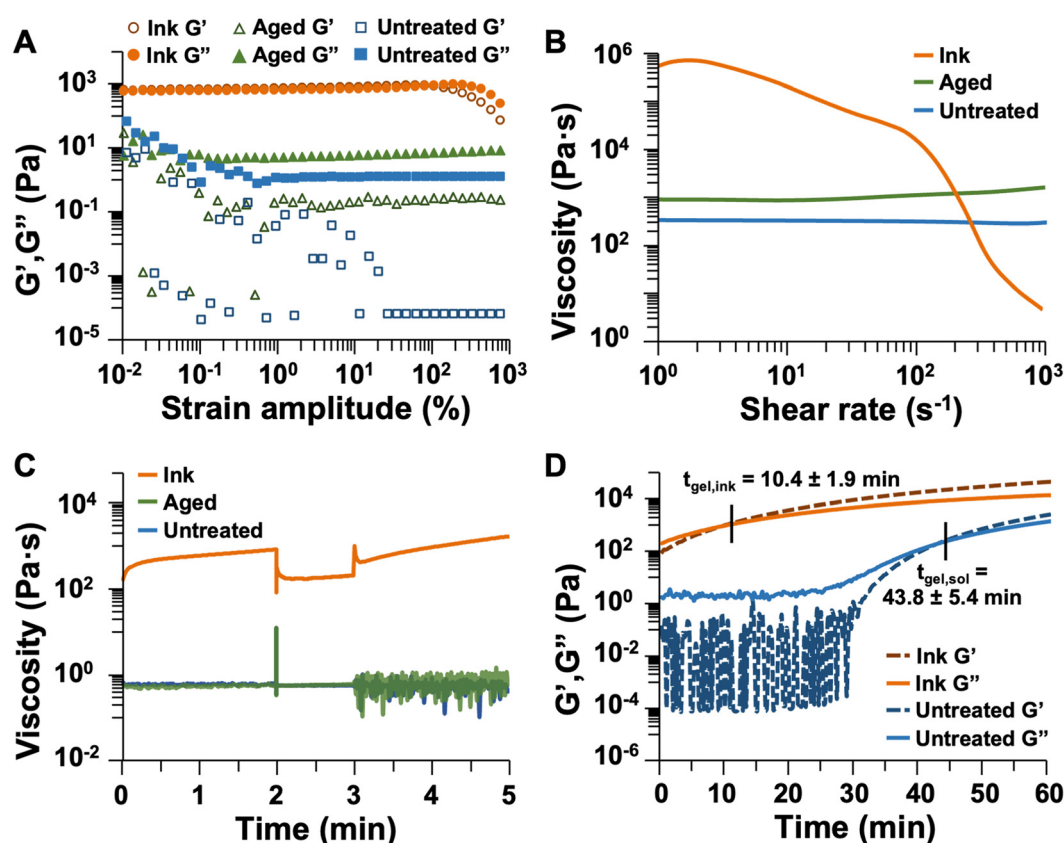 A
Ink G’ Aged G’ Untreated G’
Ink G” Aged G” Untreated G”
G’,G” (Pa)
10³
10¹
10⁻¹
10⁻³
10⁻⁵
10⁻² 10⁻¹ 10⁰ 10¹ 10² 10³
Strain amplitude (%)
B
Ink
Aged
Untreated
Viscosity (Pa·s)
10⁶
10⁴
10²
10⁰
10⁰ 10¹ 10² 10³
Shear rate (s⁻¹)
C
Ink
Aged
Untreated
Viscosity (Pa·s)
10⁴
10²
10⁰
10⁻²
0 1 2 3 4 5
Time (min)
D
t_gel,ink = 10.4 ± 1.9 min
t_gel,sol =
43.8 ± 5.4 min
Ink G’
Ink G”
Untreated G’
Untreated G”
G’,G” (Pa)
10⁴
10²
10⁰
10⁻²
10⁻⁴
10⁻⁶
0 10 20 30 40 50 60
Time (min)